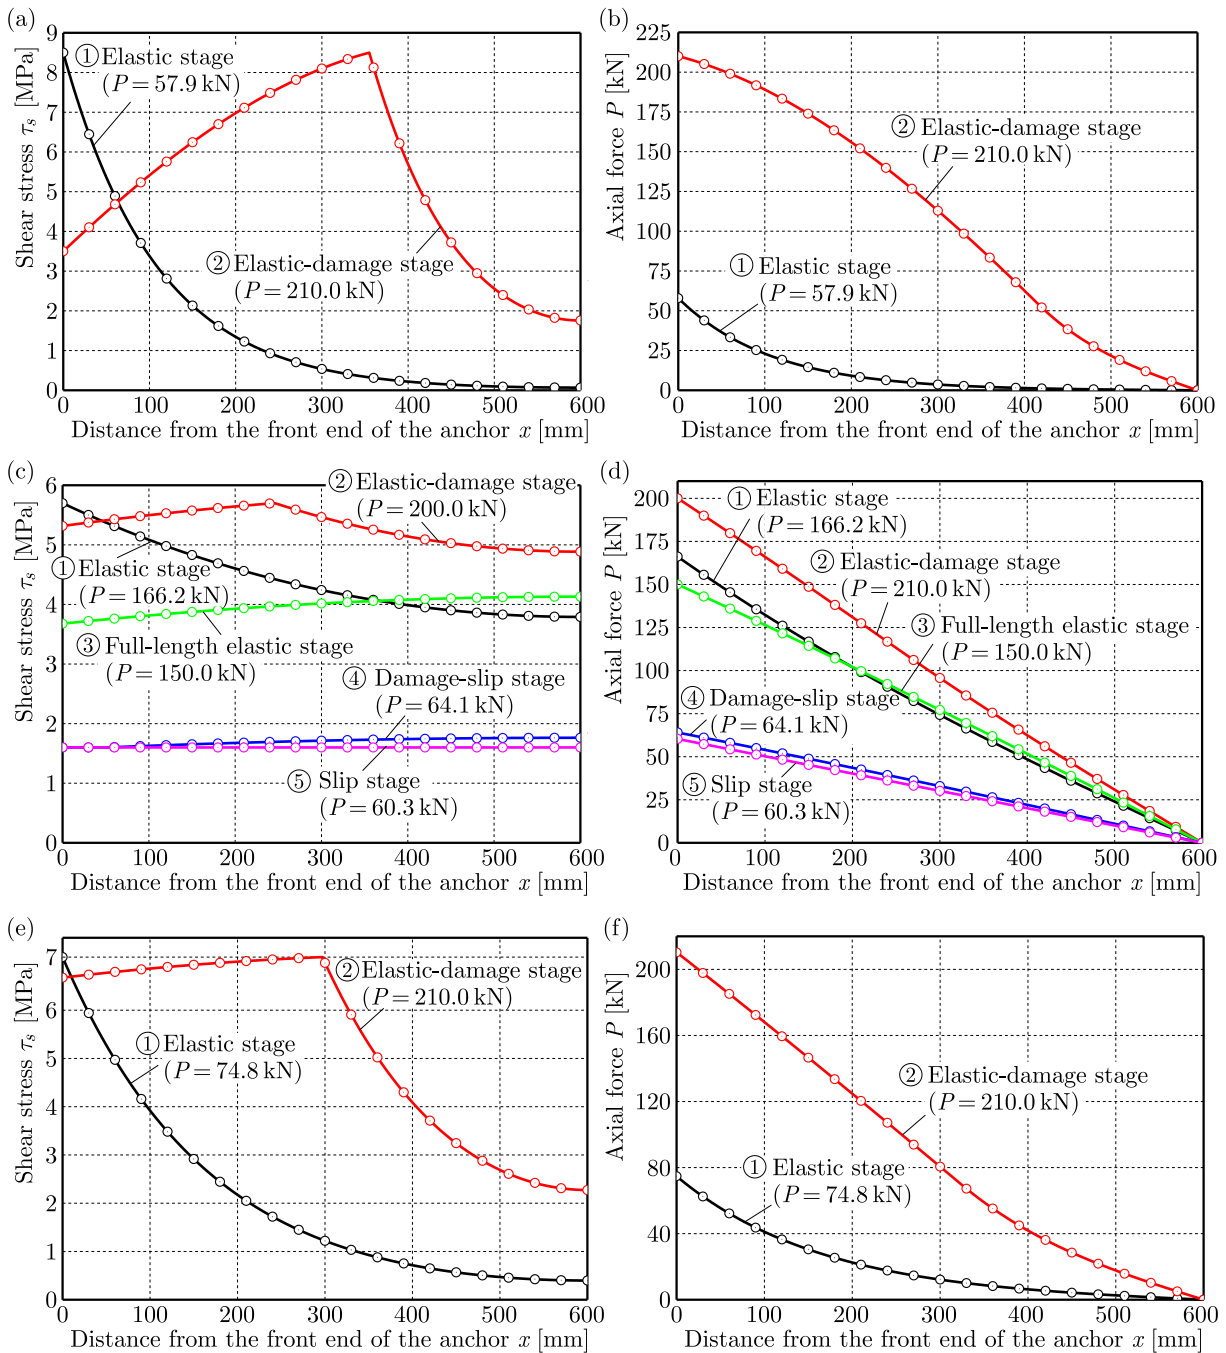 (a)
Shear stress τs [MPa]
9
8
7
6
5
4
3
2
1
0
① Elastic stage
(P = 57.9 kN)
② Elastic-damage stage
(P = 210.0 kN)
0 100 200 300 400 500 600
Distance from the front end of the anchor x [mm]
(b)
Axial force P [kN]
225
200
175
150
125
100
75
50
25
0
② Elastic-damage stage
(P = 210.0 kN)
① Elastic stage
(P = 57.9 kN)
0 100 200 300 400 500 600
Distance from the front end of the anchor x [mm]
(c)
Shear stress τs [MPa]
6
5
4
3
2
1
0
② Elastic-damage stage
(P = 200.0 kN)
① Elastic stage
(P = 166.2 kN)
③ Full-length elastic stage
(P = 150.0 kN)
④ Damage-slip stage
(P = 64.1 kN)
⑤ Slip stage
(P = 60.3 kN)
0 100 200 300 400 500 600
Distance from the front end of the anchor x [mm]
(d)
Axial force P [kN]
200
175
150
125
100
75
50
25
0
① Elastic stage
(P = 166.2 kN)
② Elastic-damage stage
(P = 210.0 kN)
③ Full-length elastic stage
(P = 150.0 kN)
④ Damage-slip stage
(P = 64.1 kN)
⑤ Slip stage
(P = 60.3 kN)
0 100 200 300 400 500 600
Distance from the front end of the anchor x [mm]
(e)
Shear stress τs [MPa]
7
6
5
4
3
2
1
0
② Elastic-damage stage
(P = 210.0 kN)
① Elastic stage
(P = 74.8 kN)
0 100 200 300 400 500 600
Distance from the front end of the anchor x [mm]
(f)
Axial force P [kN]
200
160
120
80
40
0
② Elastic-damage stage
(P = 210.0 kN)
① Elastic stage
(P = 74.8 kN)
0 100 200 300 400 500 600
Distance from the front end of the anchor x [mm]